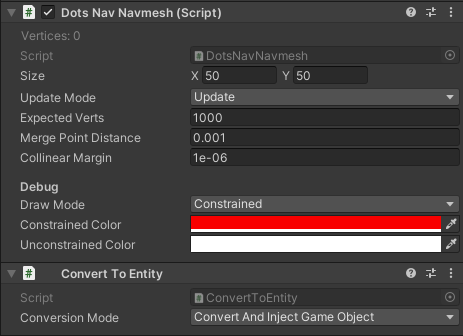 Dots Nav Navmesh (Script)
Vertices: 0
Script DotsNavNavmesh
Size X 50 Y 50
Update Mode Update
Expected Verts 1000
Merge Point Distance 0.001
Collinear Margin 1e-06
Debug
Draw Mode Constrained
Constrained Color
Unconstrained Color
Convert To Entity
Script ConvertToEntity
Conversion Mode Convert And Inject Game Object